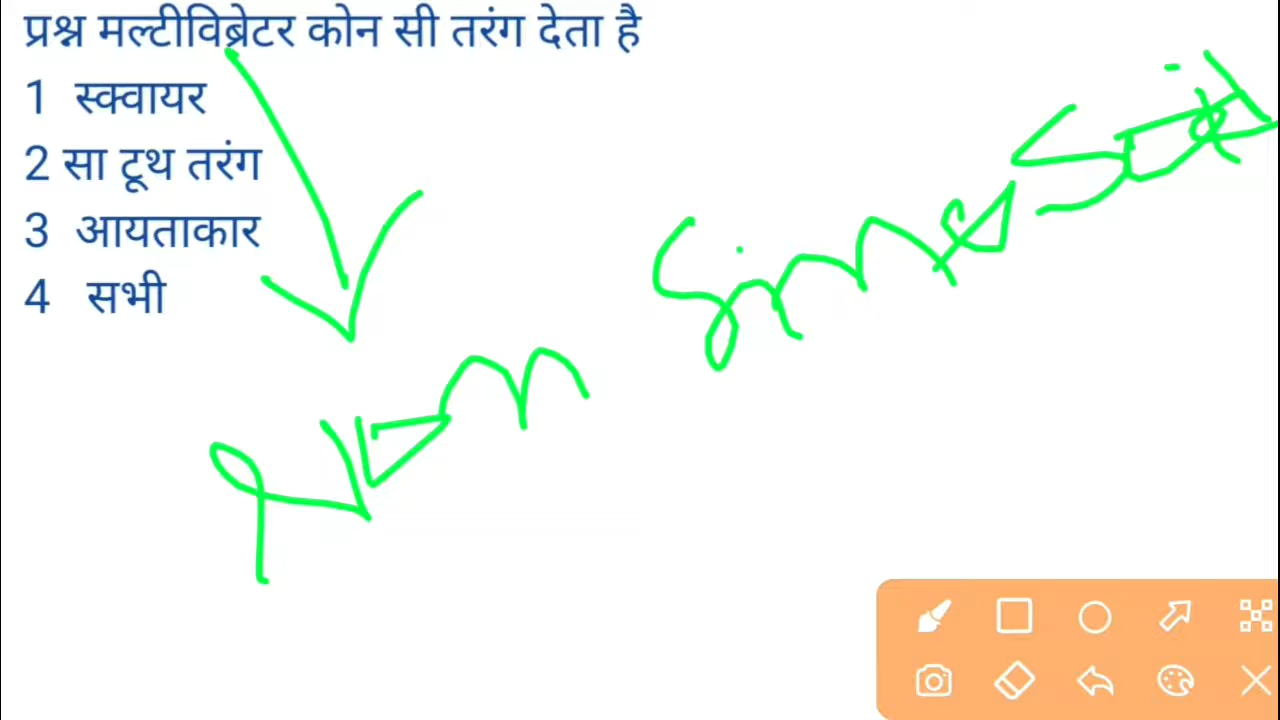 प्रश्न मल्टीविब्रेटर कोन सी तरंग देता है
1 स्क्वायर
2 सा टूथ तरंग
3 आयताकार
4 सभी